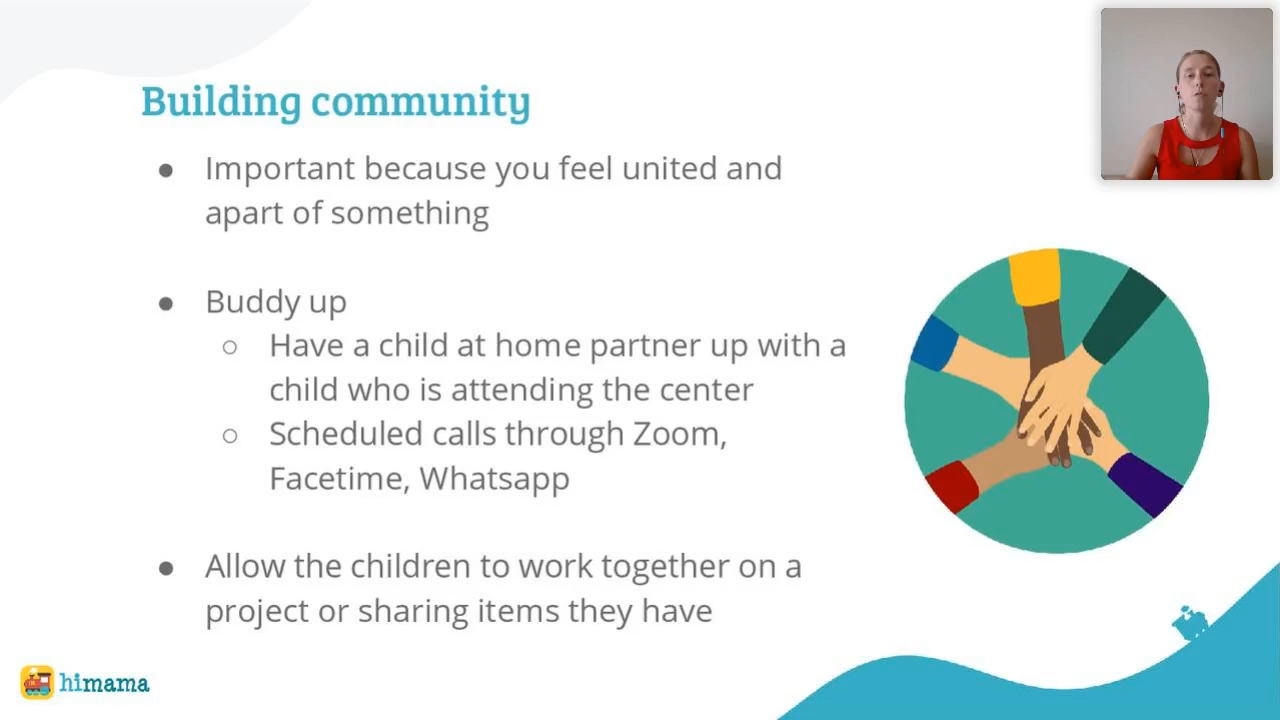 Building community
● Important because you feel united and
apart of something
● Buddy up
○ Have a child at home partner up with a
child who is attending the center
○ Scheduled calls through Zoom,
Facetime, Whatsapp
● Allow the children to work together on a
project or sharing items they have
himama